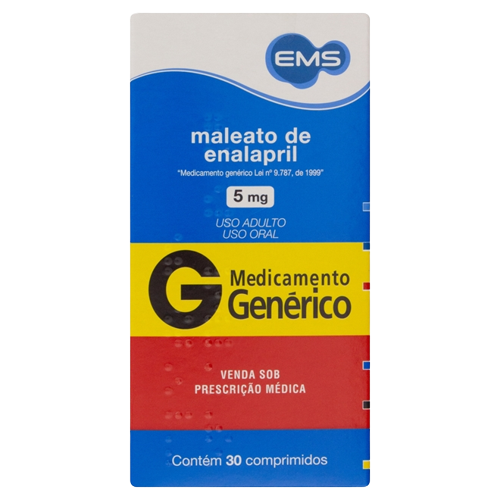 EMS
maleato de
enalapril
"Medicamento genérico Lei nº 9.787, de 1999"
5 mg
USO ADULTO
USO ORAL
G Medicamento
Genérico
VENDA SOB
PRESCRIÇÃO MÉDICA
Contém 30 comprimidos